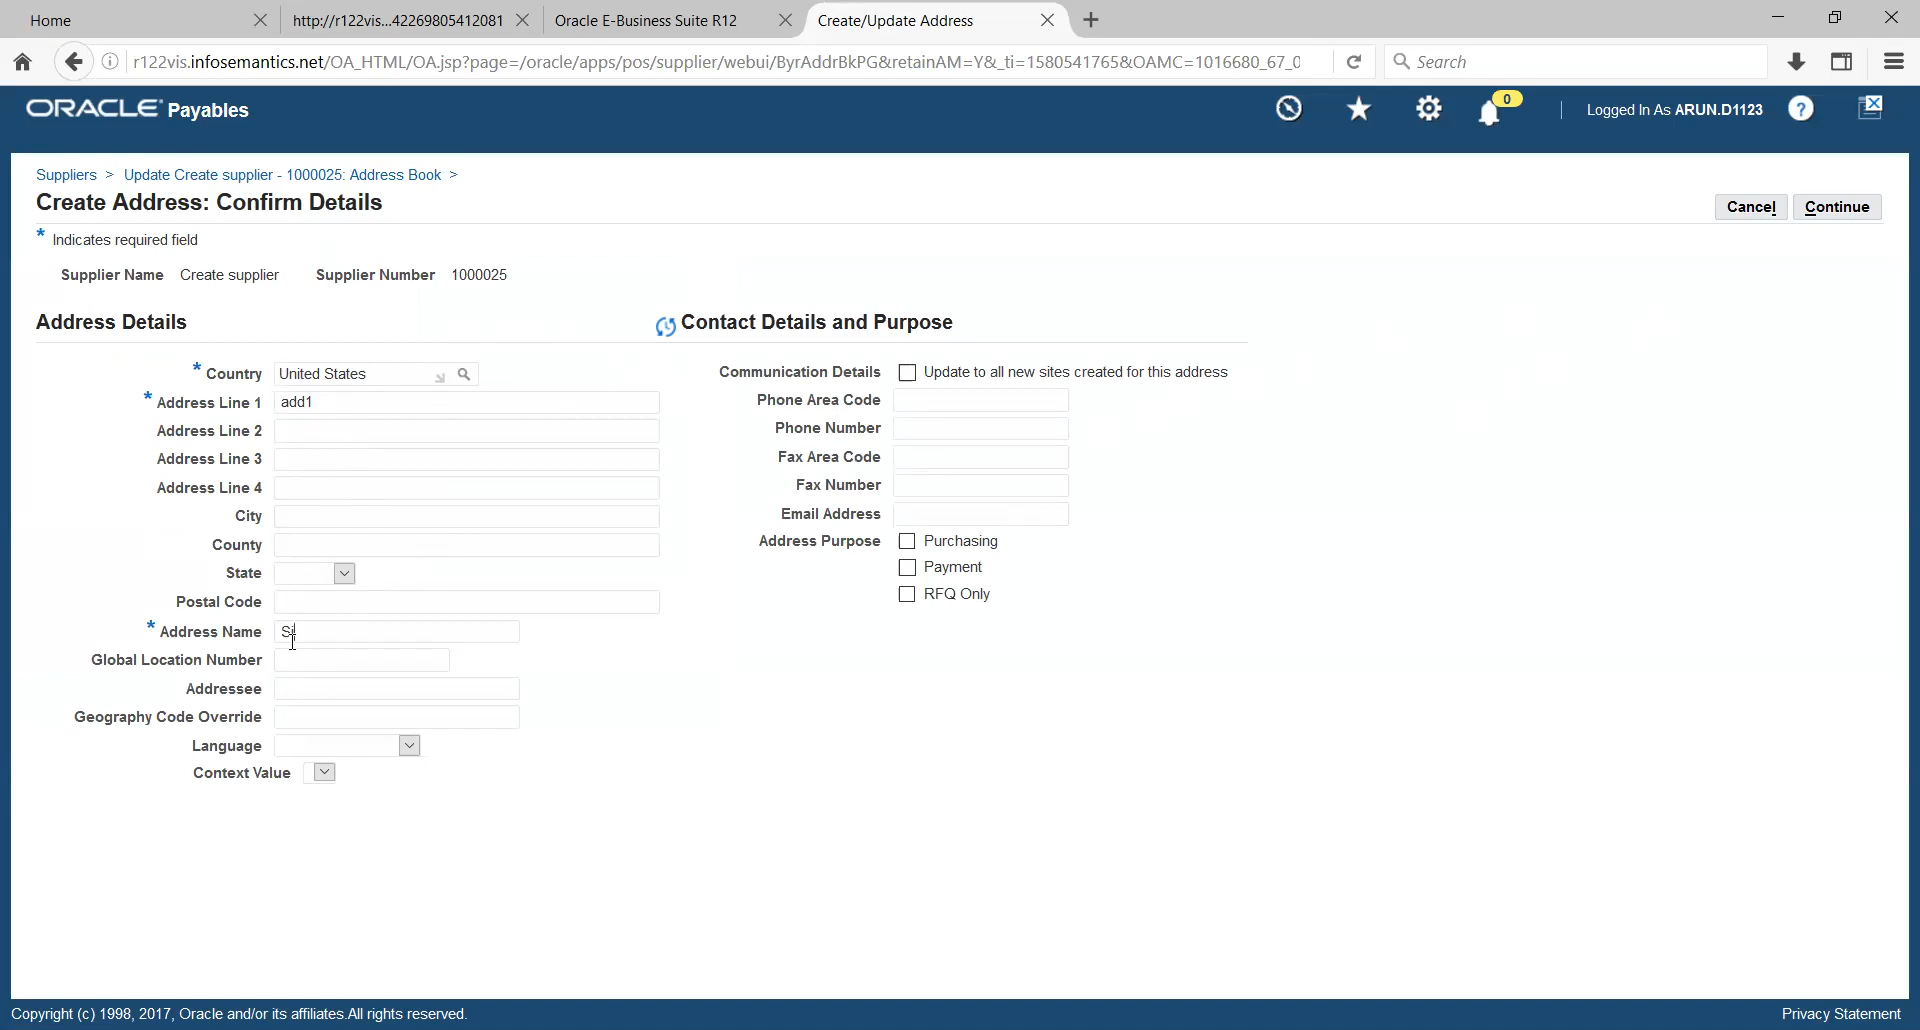 Home
http://r122vis...42269805412081
Oracle E-Business Suite R12
Create/Update Address
r122vis.infosemantics.net/OA_HTML/OA.jsp?page=/oracle/apps/pos/supplier/webui/ByrAddrBkPG&retainAM=Y&_ti=1580541765&OAMC=1016680_67_0
Search
ORACLE Payables
0
Logged In As ARUN.D1123
?
Suppliers > Update Create supplier - 1000025: Address Book >
Create Address: Confirm Details
Cancel
Continue
* Indicates required field
Supplier Name Create supplier
Supplier Number 1000025
Address Details
* Country United States
* Address Line 1 add1
Address Line 2
Address Line 3
Address Line 4
City
County
State
Postal Code
* Address Name Si
Global Location Number
Addressee
Geography Code Override
Language
Context Value
Contact Details and Purpose
Communication Details Update to all new sites created for this address
Phone Area Code
Phone Number
Fax Area Code
Fax Number
Email Address
Address Purpose Purchasing
Payment
RFQ Only
Copyright (c) 1998, 2017, Oracle and/or its affiliates.All rights reserved.
Privacy Statement